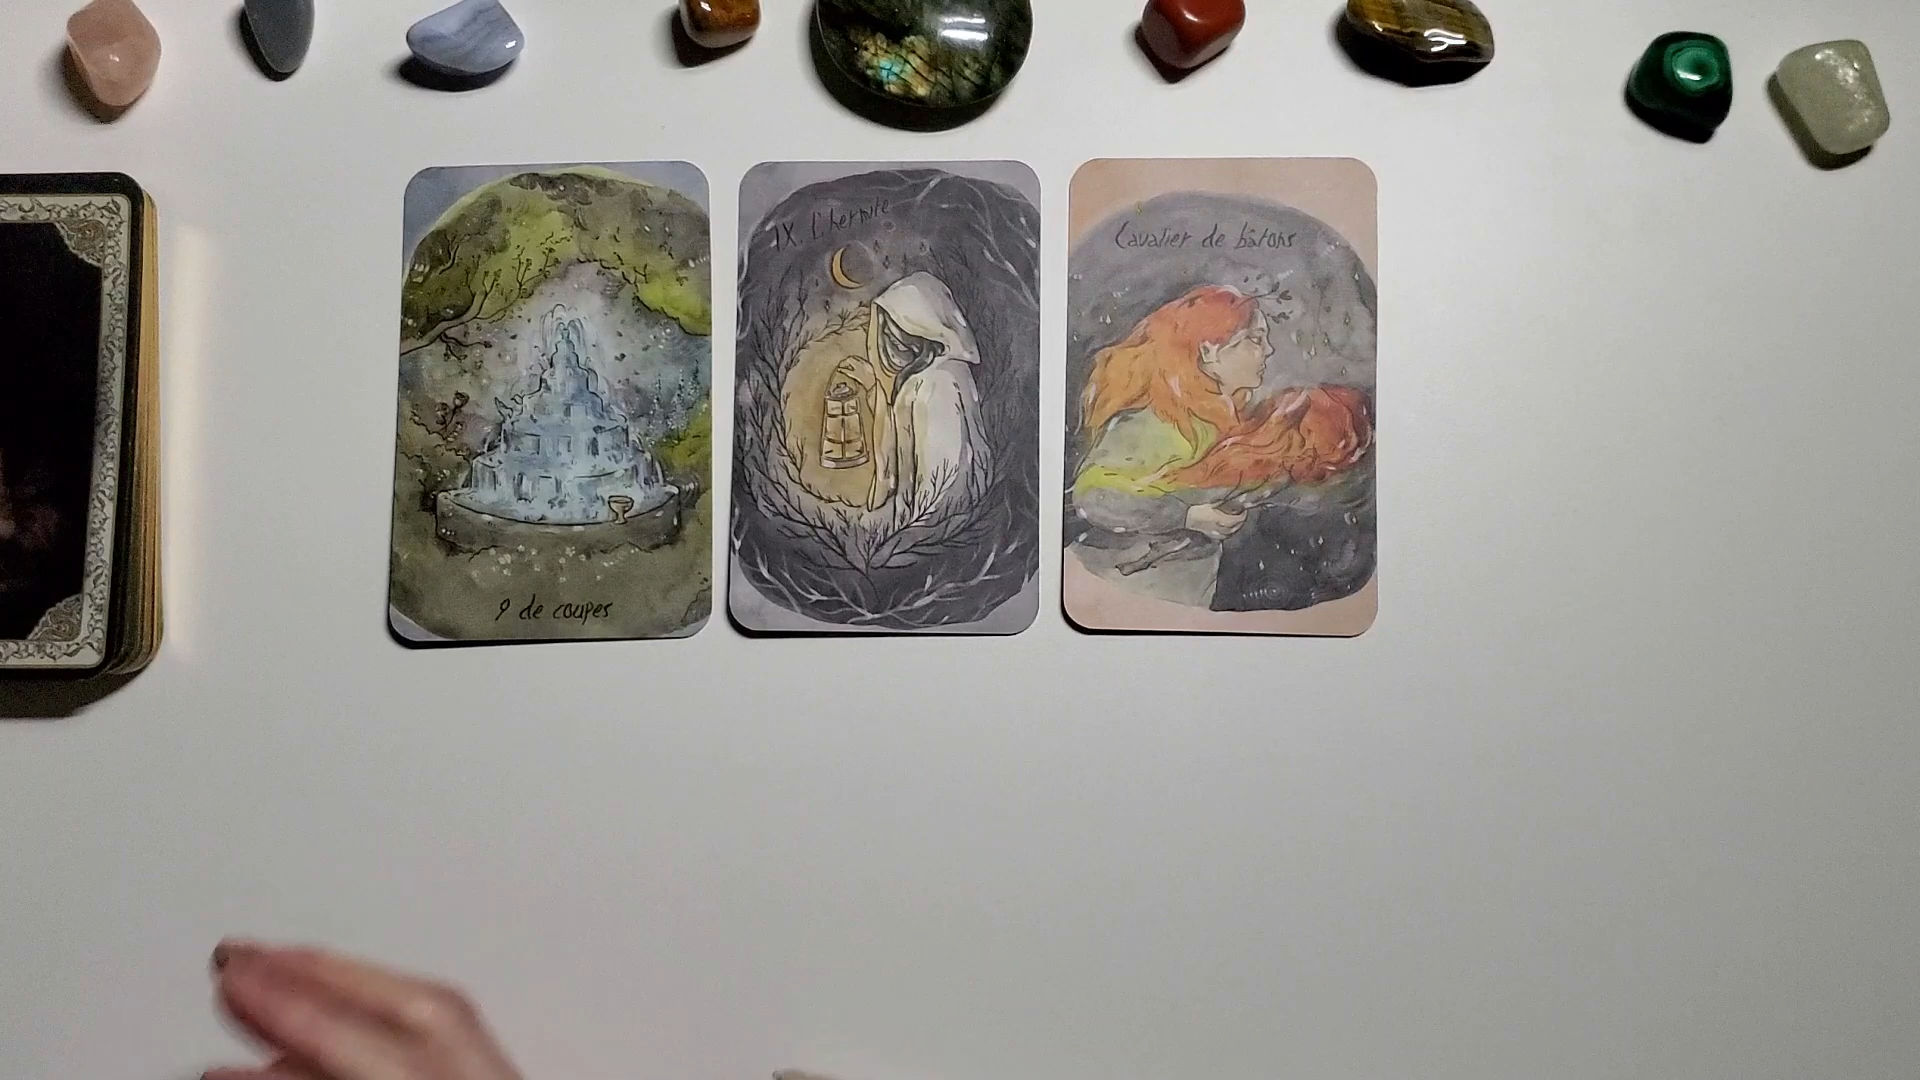 9 de coupes
IX. L'hermite
Cavalier de bâtons